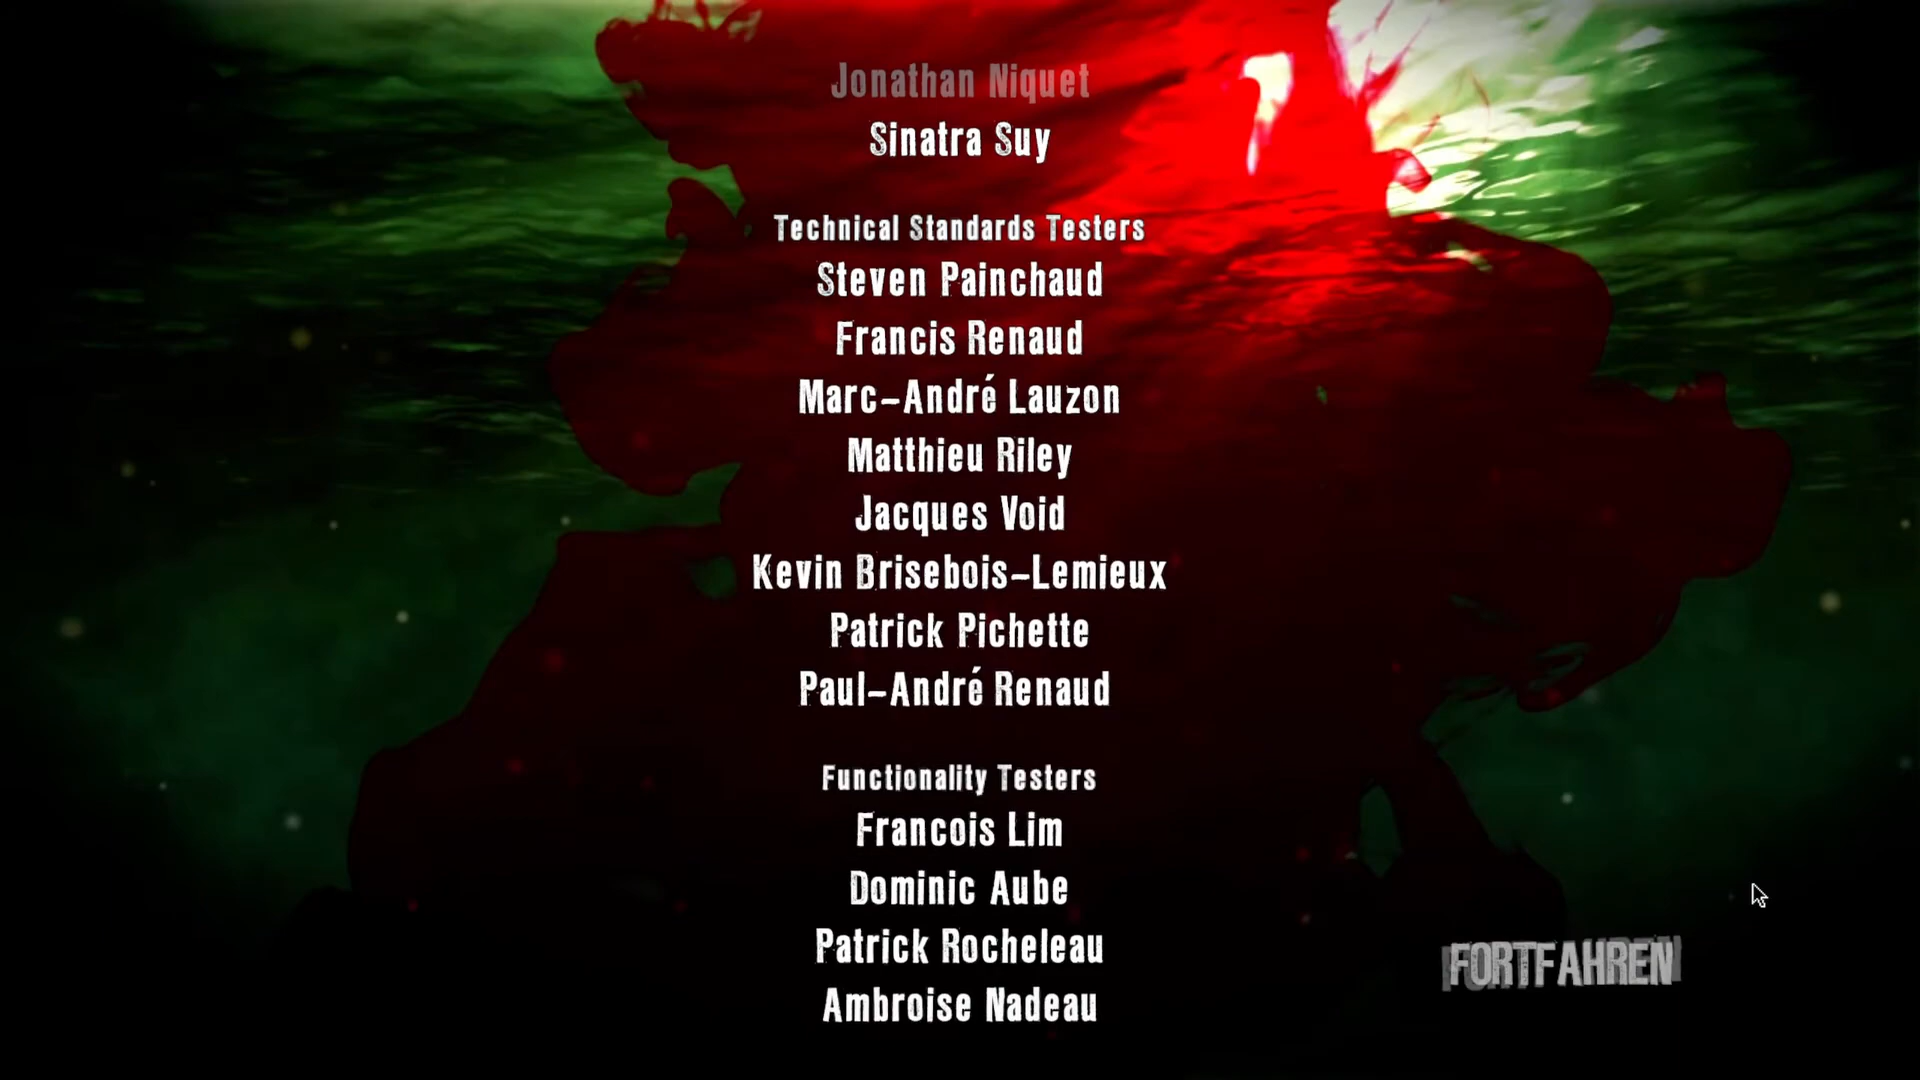 Jonathan Niquet
Sinatra Suy
Technical Standards Testers
Steven Painchaud
Francis Renaud
Marc-André Lauzon
Matthieu Riley
Jacques Void
Kevin Brisebois-Lemieux
Patrick Pichette
Paul-André Renaud
Functionality Testers
Francois Lim
Dominic Aube
Patrick Rocheleau
Ambroise Nadeau
FORTFAHREN